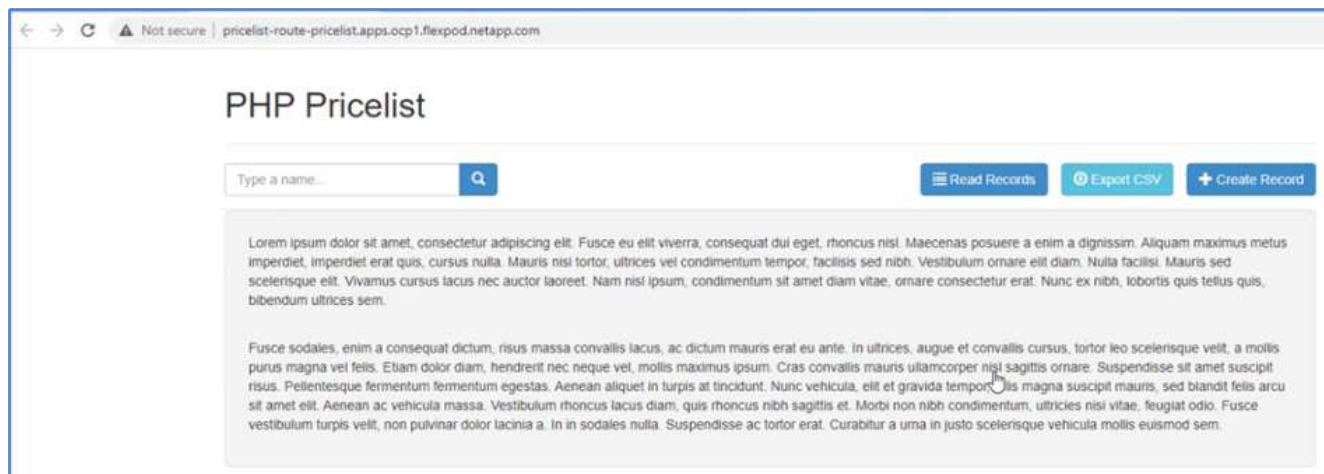 Not secure | pricelist-route-pricelist.apps.ocp1.flexpod.netapp.com
PHP Pricelist
Type a name...
Read Records
Export CSV
Create Record
Lorem ipsum dolor sit amet, consectetur adipiscing elit. Fusce eu elit viverra, consequat dui eget, rhoncus nisl. Maecenas posuere a enim a dignissim. Aliquam maximus metus
imperdiet, imperdiet erat quis, cursus nulla. Mauris nisi tortor, ultrices vel condimentum tempor, facilisis sed nibh. Vestibulum ornare elit diam. Nulla facilisi. Mauris sed
scelerisque elit. Vivamus cursus lacus nec auctor laoreet. Nam nisl ipsum, condimentum sit amet diam vitae, ornare consectetur erat. Nunc ex nibh, lobortis quis tellus quis,
bibendum ultrices sem.
Fusce sodales, enim a consequat dictum, risus massa convallis lacus, ac dictum mauris erat eu ante. In ultrices, augue et convallis cursus, tortor leo scelerisque velit, a mollis
purus magna vel felis. Etiam dolor diam, hendrerit nec neque vel, mollis maximus ipsum. Cras convallis mauris ullamcorper nisl sagittis ornare. Suspendisse sit amet suscipit
risus. Pellentesque fermentum fermentum egestas. Aenean aliquet in turpis at tincidunt. Nunc vehicula, elit et gravida tempor, magna suscipit mauris, sed blandit felis arcu
sit amet elit. Aenean ac vehicula massa. Vestibulum rhoncus lacus diam, quis rhoncus nibh sagittis et. Morbi non nibh condimentum, ultricies nisi vitae, feugiat odio. Fusce
vestibulum turpis velit, non pulvinar dolor lacinia a. In in sodales nulla. Suspendisse ac tortor erat. Curabitur a urna in justo scelerisque vehicula mollis euismod sem.